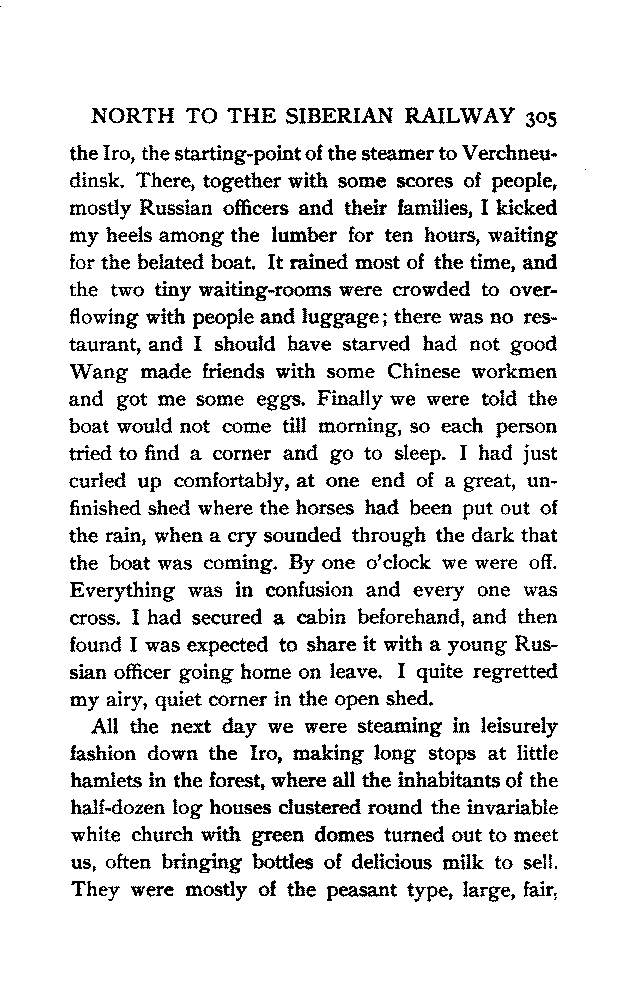 NORTH TO THE SIBERIAN RAILWAY 305
the Iro, the starting-point of the steamer to Verchneu-
dinsk. There, together with some scores of people,
mostly Russian officers and their families, I kicked
my heels among the lumber for ten hours, waiting
for the belated boat. It rained most of the time, and
the two tiny waiting-rooms were crowded to over-
flowing with people and luggage; there was no res-
taurant, and I should have starved had not good
Wang made friends with some Chinese workmen
and got me some eggs. Finally we were told the
boat would not come till morning, so each person
tried to find a corner and go to sleep. I had just
curled up comfortably, at one end of a great, un-
finished shed where the horses had been put out of
the rain, when a cry sounded through the dark that
the boat was coming. By one o'clock we were off.
Everything was in confusion and every one was
cross. I had secured a cabin beforehand, and then
found I was expected to share it with a young Rus-
sian officer going home on leave. I quite regretted
my airy, quiet corner in the open shed.
All the next day we were steaming in leisurely
fashion down the Iro, making long stops at little
hamlets in the forest, where all the inhabitants of the
half-dozen log houses clustered round the invariable
white church with green domes turned out to meet
us, often bringing bottles of delicious milk to sell.
They were mostly of the peasant type, large, fair,